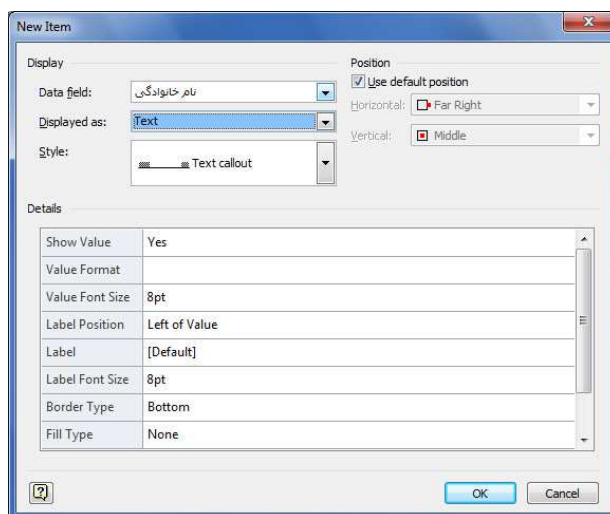 New Item
Display
Data field: نام خانوادگی
Displayed as: Text
Style: Text callout
Position
Use default position
Horizontal: Far Right
Vertical: Middle
Details
Show Value Yes
Value Format
Value Font Size 8pt
Label Position Left of Value
Label [Default]
Label Font Size 8pt
Border Type Bottom
Fill Type None
OK Cancel